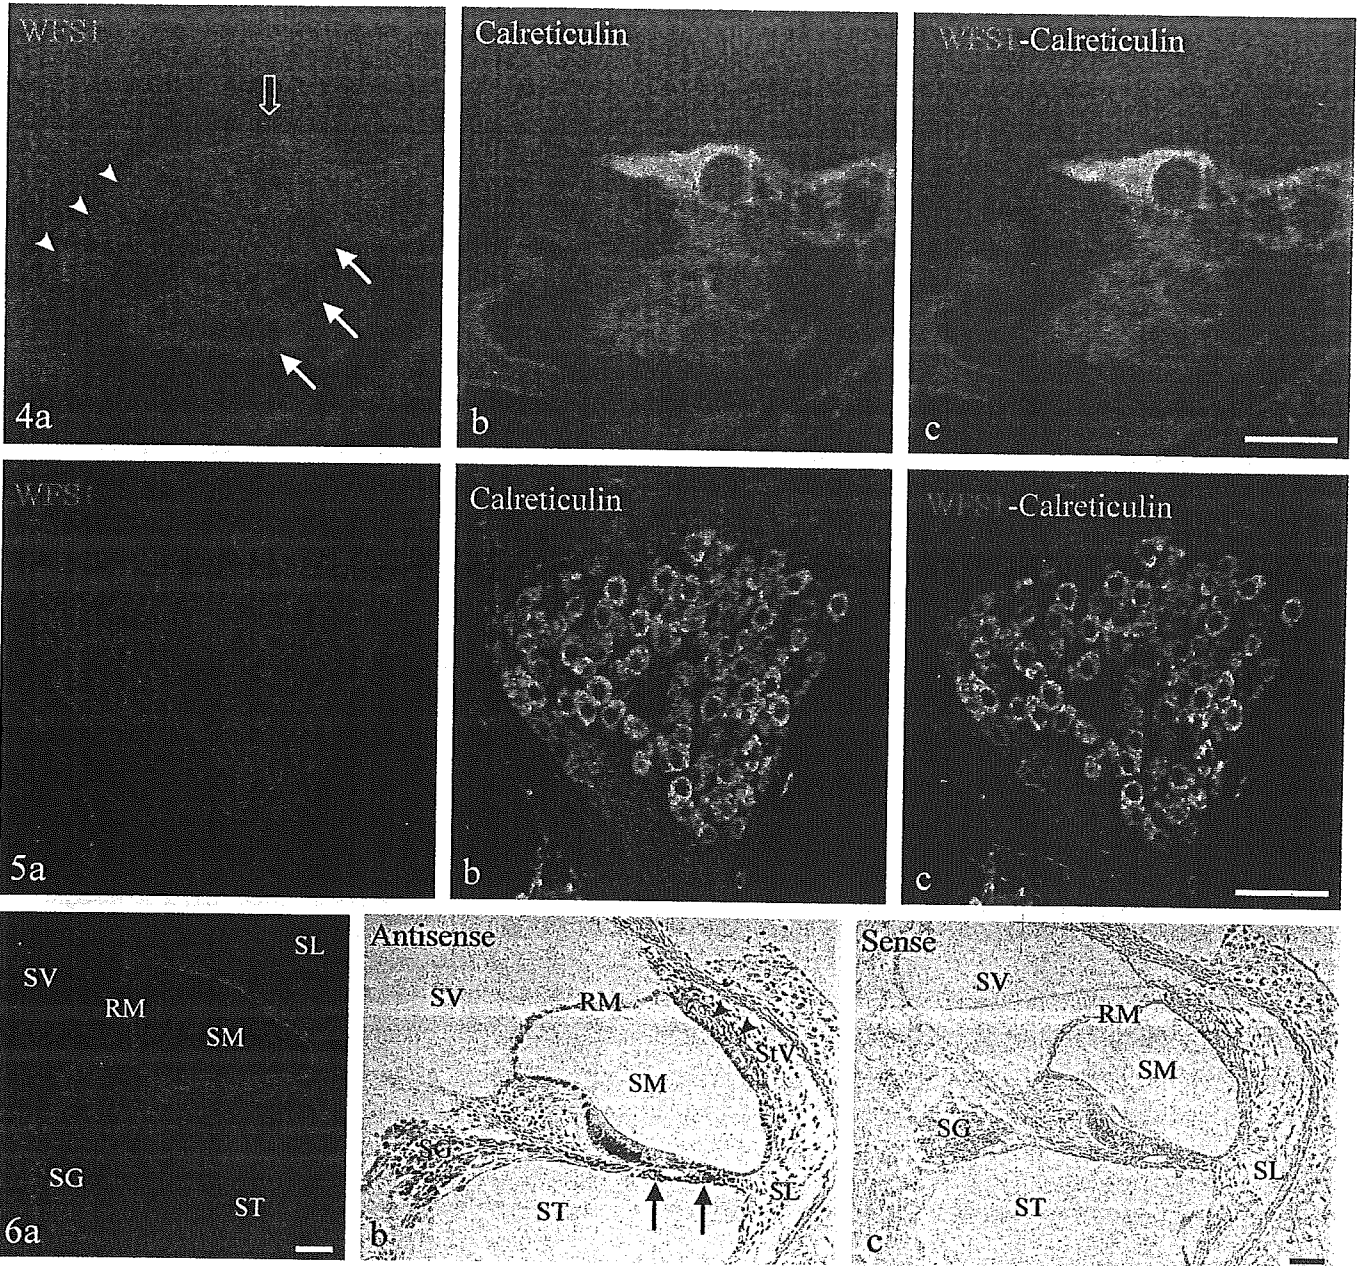 WFS1
Calreticulin
WFS1-Calreticulin
4a
b
c
WFS1
Calreticulin
WFS1-Calreticulin
5a
b
c
SL
SV
RM
SM
SG
ST
6a
Antisense
SV
RM
StV
SM
SG
SL
ST
b
Sense
SV
RM
SM
SG
SL
ST
c